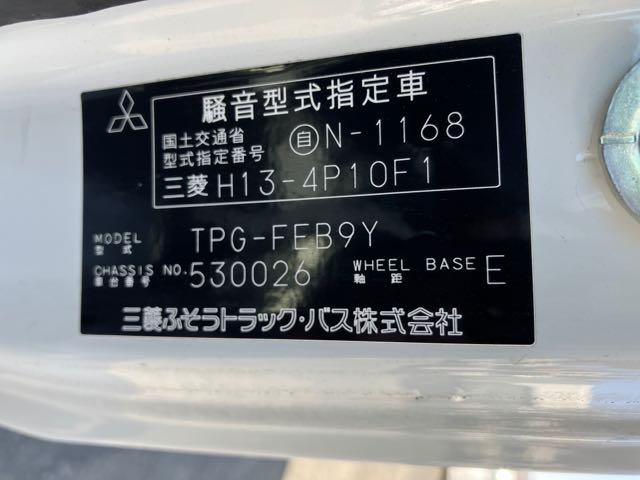 騒音型式指定車
国土交通省
型式指定番号 自N-1168
三菱 H13-4P10F1
MODEL 型式 TPG-FEB9Y
CHASSIS NO. 車台番号 530026 WHEEL BASE 軸距 E
三菱ふそうトラック・バス株式会社